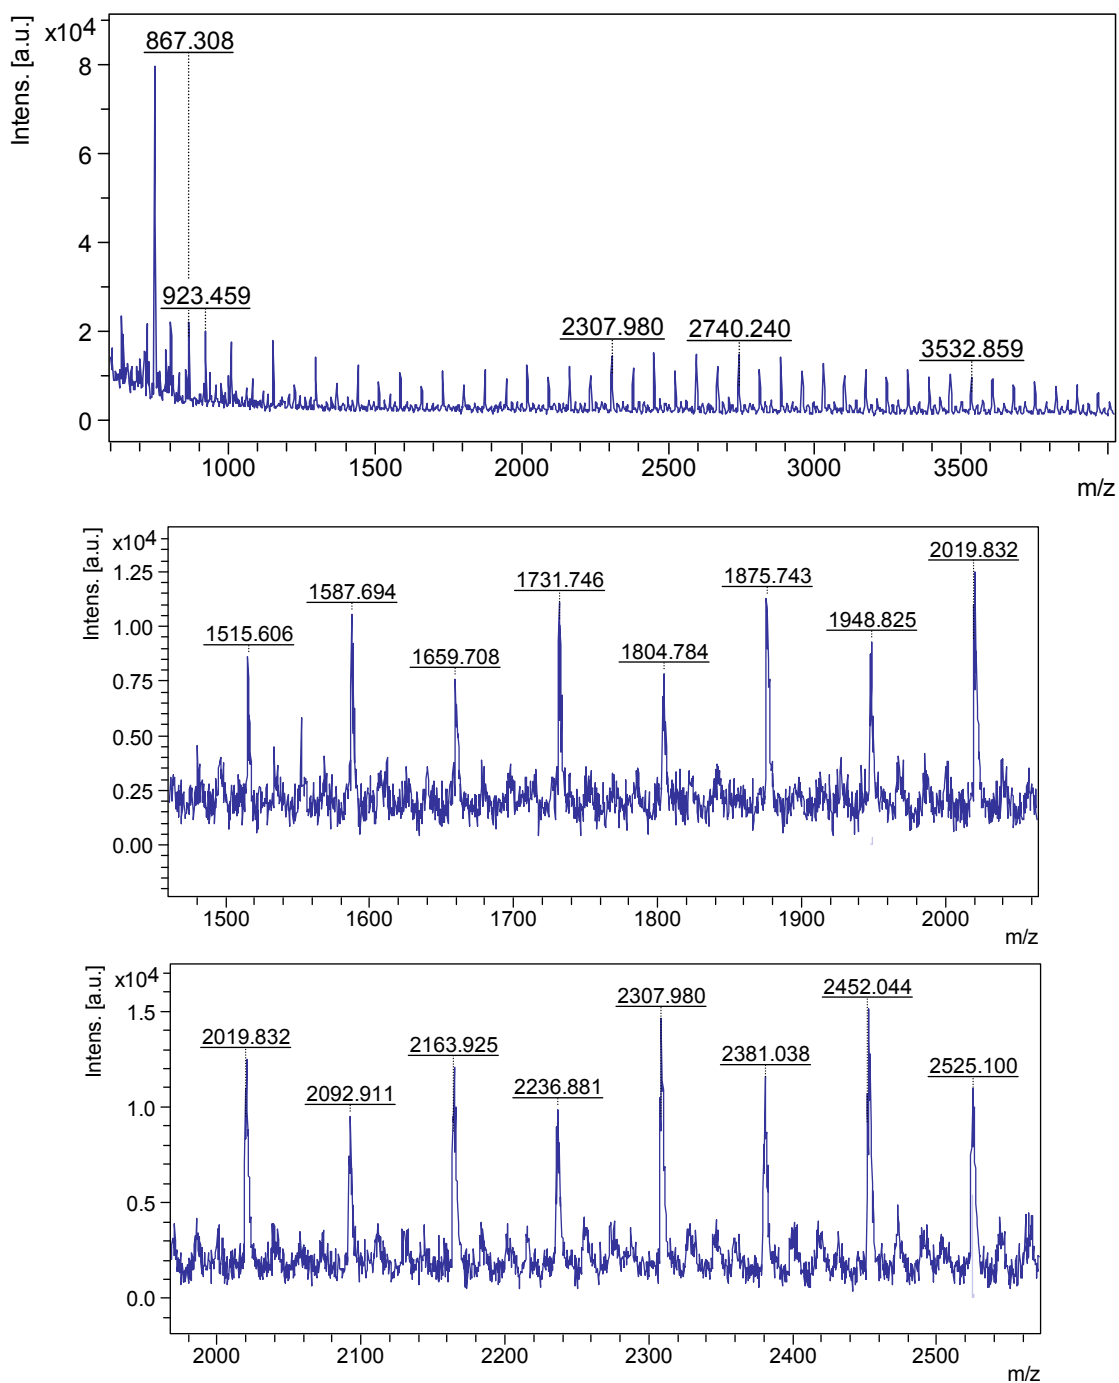 Intens. [a.u.]
x10⁴
867.308
8
6
4
923.459
2307.980
2740.240
2
3532.859
0
1000 1500 2000 2500 3000 3500
m/z
Intens. [a.u.]
x10⁴
2019.832
1.25
1587.694 1731.746 1875.743
1.00
1515.606 1948.825
1659.708 1804.784
0.75
0.50
0.25
0.00
1500 1600 1700 1800 1900 2000
m/z
Intens. [a.u.]
x10⁴
2307.980 2452.044
1.5
2019.832 2163.925
2381.038 2525.100
2092.911 2236.881
1.0
0.5
0.0
2000 2100 2200 2300 2400 2500
m/z